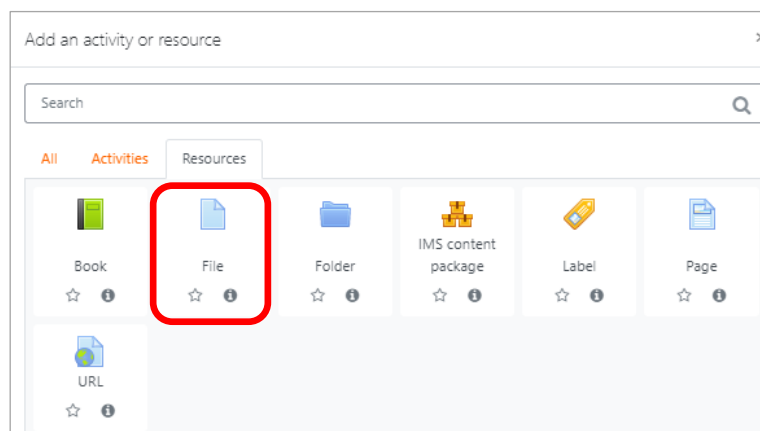 Add an activity or resource
Search
All Activities Resources
Book File Folder IMS content package Label Page
URL